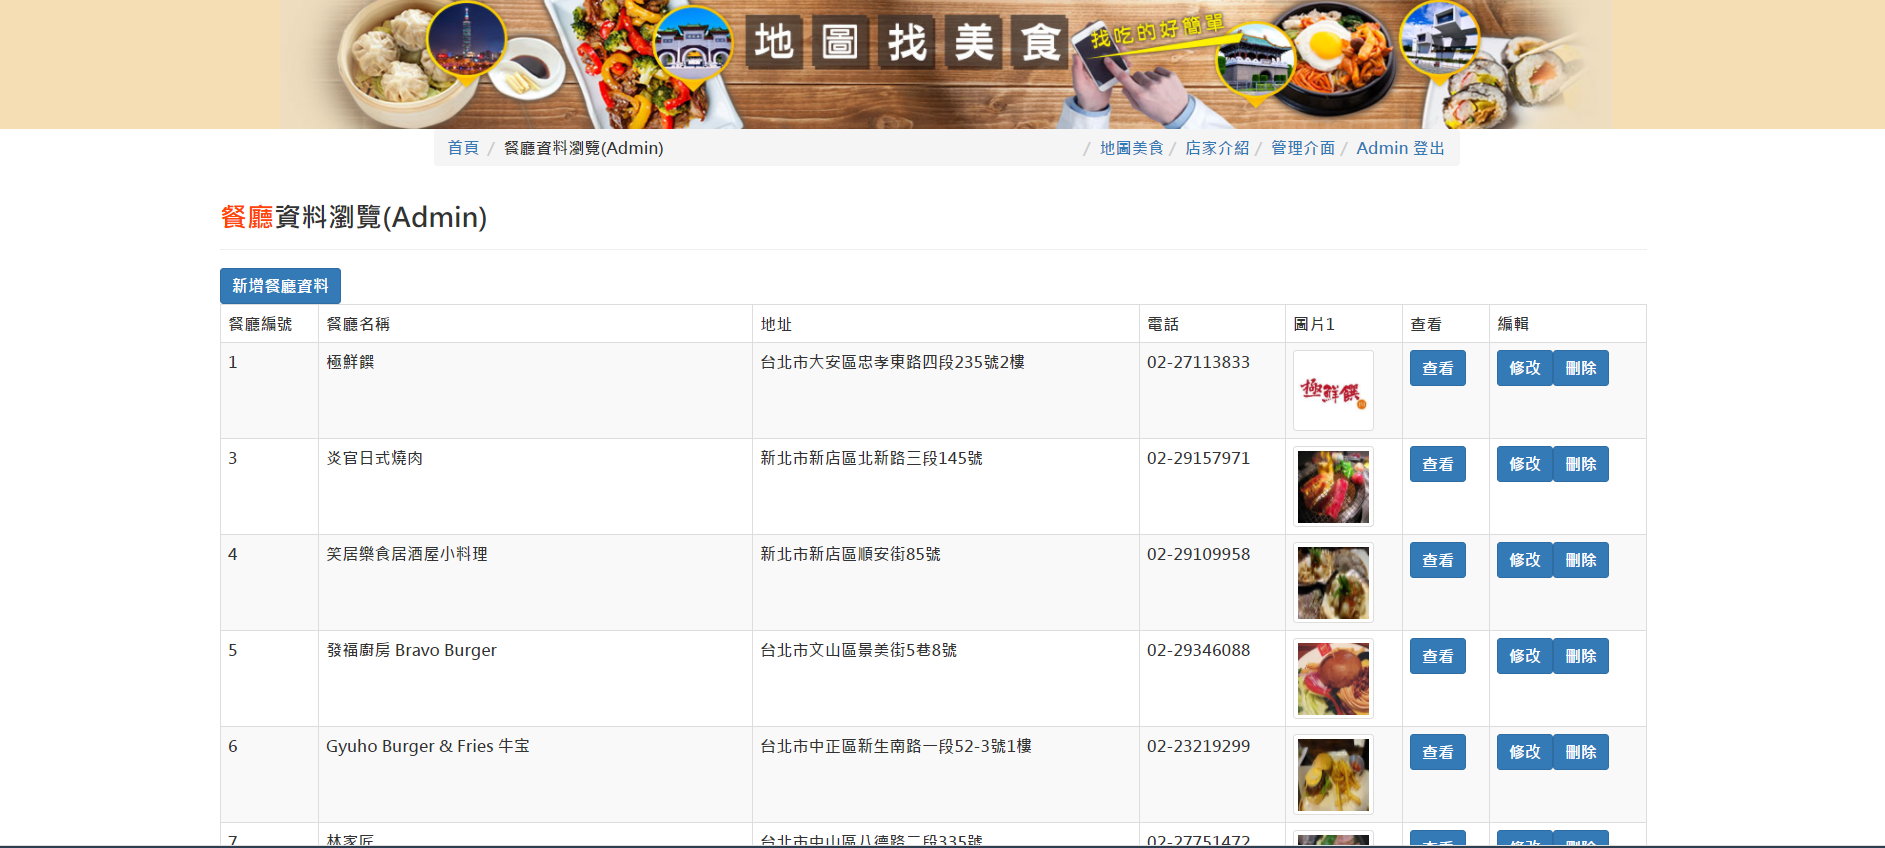 地圖找美食
找吃的好簡單
首頁 / 餐廳資料瀏覽(Admin) / 地圖美食 / 店家介紹 / 管理介面 / Admin 登出
餐廳資料瀏覽(Admin)
新增餐廳資料
餐廳編號 餐廳名稱 地址 電話 圖片1 查看 編輯
1 極鮮饌 台北市大安區忠孝東路四段235號2樓 02-27113833 極鮮饌 查看 修改 刪除
3 炎官日式燒肉 新北市新店區北新路三段145號 02-29157971 查看 修改 刪除
4 笑居樂食居酒屋小料理 新北市新店區順安街85號 02-29109958 查看 修改 刪除
5 發福廚房 Bravo Burger 台北市文山區景美街5巷8號 02-29346088 查看 修改 刪除
6 Gyuho Burger & Fries 牛宝 台北市中正區新生南路一段52-3號1樓 02-23219299 查看 修改 刪除
7 林家匠 台北市中山區八德路二段335號 02-27751472 查看 修改 刪除